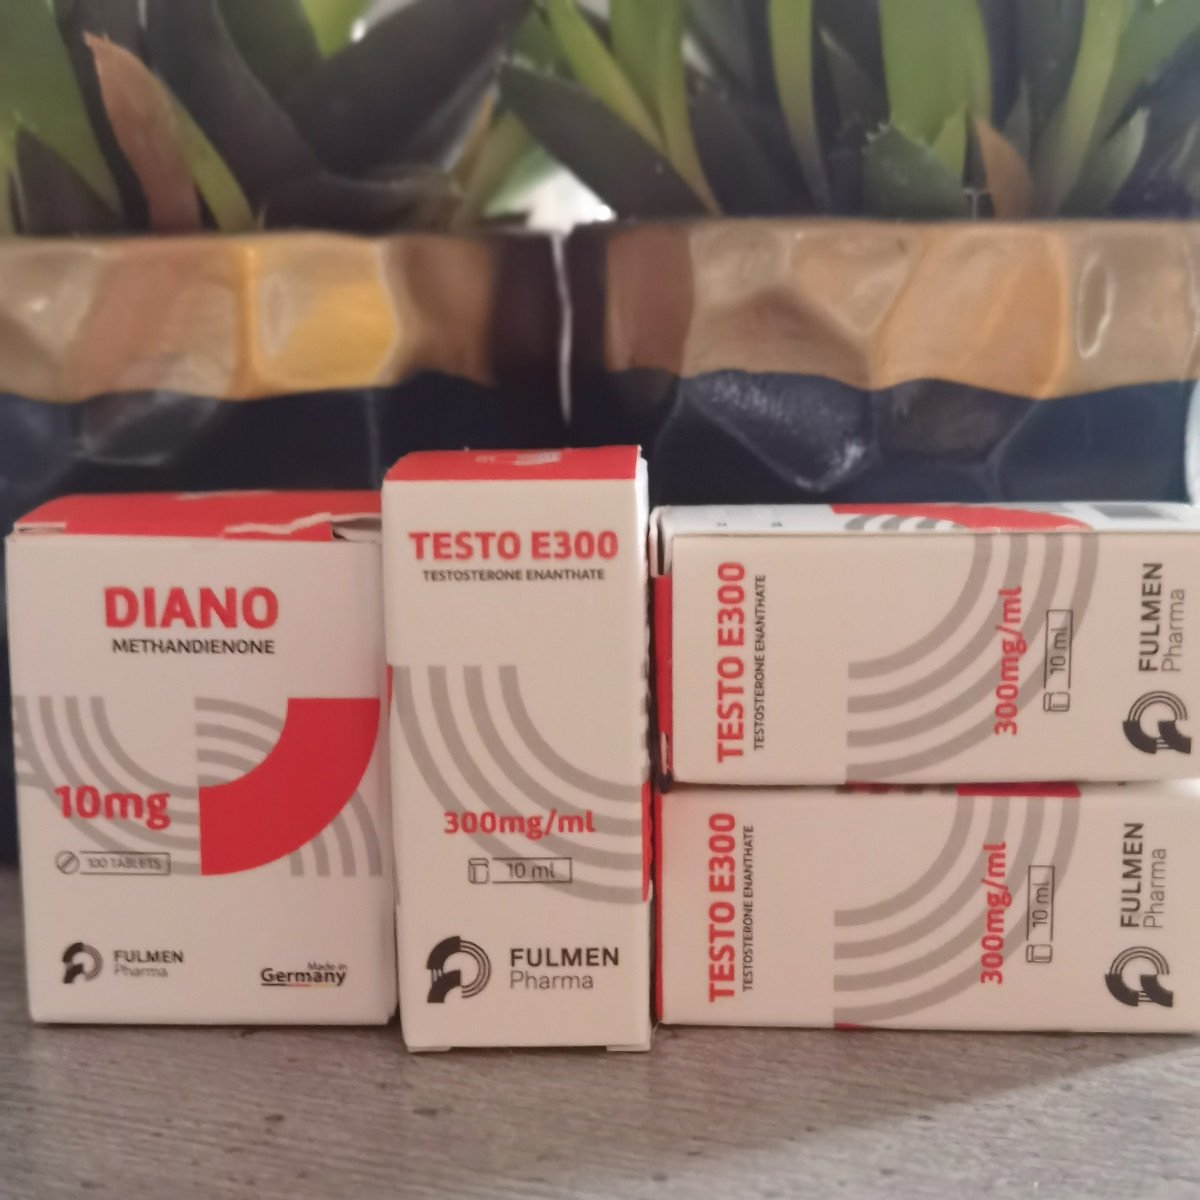 DIANO
METHANDIENONE
10mg
100 TABLETS
FULMEN
Pharma
Made in
Germany
TESTO E300
TESTOSTERONE ENANTHATE
300mg/ml
10 ml
FULMEN
Pharma
TESTO E300
TESTOSTERONE ENANTHATE
300mg/ml
10 ml
FULMEN
Pharma
TESTO E300
TESTOSTERONE ENANTHATE
300mg/ml
10 ml
FULMEN
Pharma